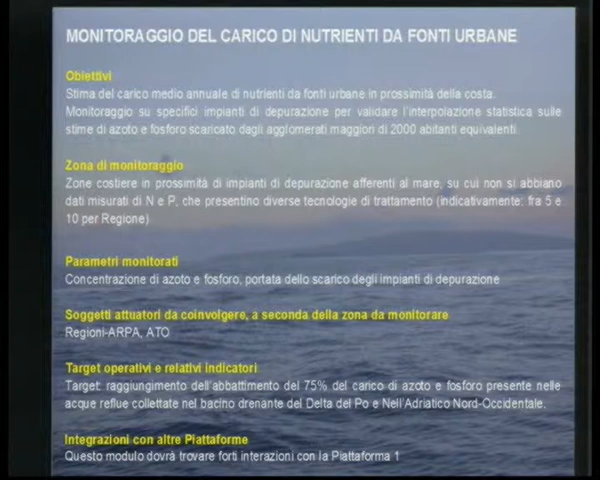 MONITORAGGIO DEL CARICO DI NUTRIENTI DA FONTI URBANE
Obiettivi
Stima del carico medio annuale di nutrienti da fonti urbane in prossimità della costa.
Monitoraggio su specifici impianti di depurazione per validare l'interpolazione statistica sulle
stime di azoto e fosforo scaricato dagli agglomerati maggiori di 2000 abitanti equivalenti.
Zona di monitoraggio
Zone costiere in prossimità di impianti di depurazione afferenti al mare, su cui non si abbiano
dati misurati di N e P, che presentino diverse tecnologie di trattamento (indicativamente: fra 5 e
10 per Regione)
Parametri monitorati
Concentrazione di azoto e fosforo, portata dello scarico degli impianti di depurazione
Soggetti attuatori da coinvolgere, a seconda della zona da monitorare
Regioni-ARPA, ATO
Target operativi e relativi indicatori
Target: raggiungimento dell'abbattimento del 75% del carico di azoto e fosforo presente nelle
acque reflue collettate nel bacino drenante del Delta del Po e Nell'Adriatico Nord-Occidentale.
Integrazioni con altre Piattaforme
Questo modulo dovrà trovare forti interazioni con la Piattaforma 1